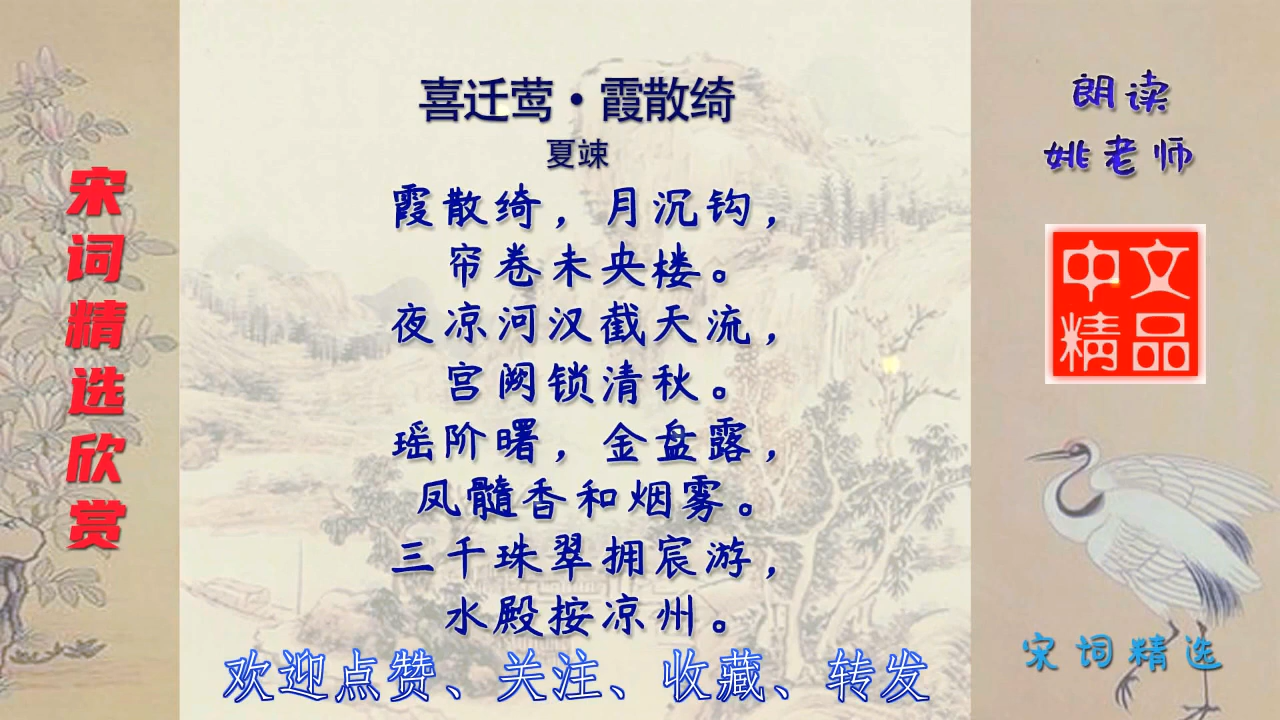 宋词精选欣赏
喜迁莺·霞散绮
夏竦
霞散绮，月沉钩，
帘卷未央楼。
夜凉河汉截天流，
宫阙锁清秋。
瑶阶曙，金盘露，
凤髓香和烟雾。
三千珠翠拥宸游，
水殿按凉州。
欢迎点赞、关注、收藏、转发
朗读
姚老师
中文
精品
宋词精选